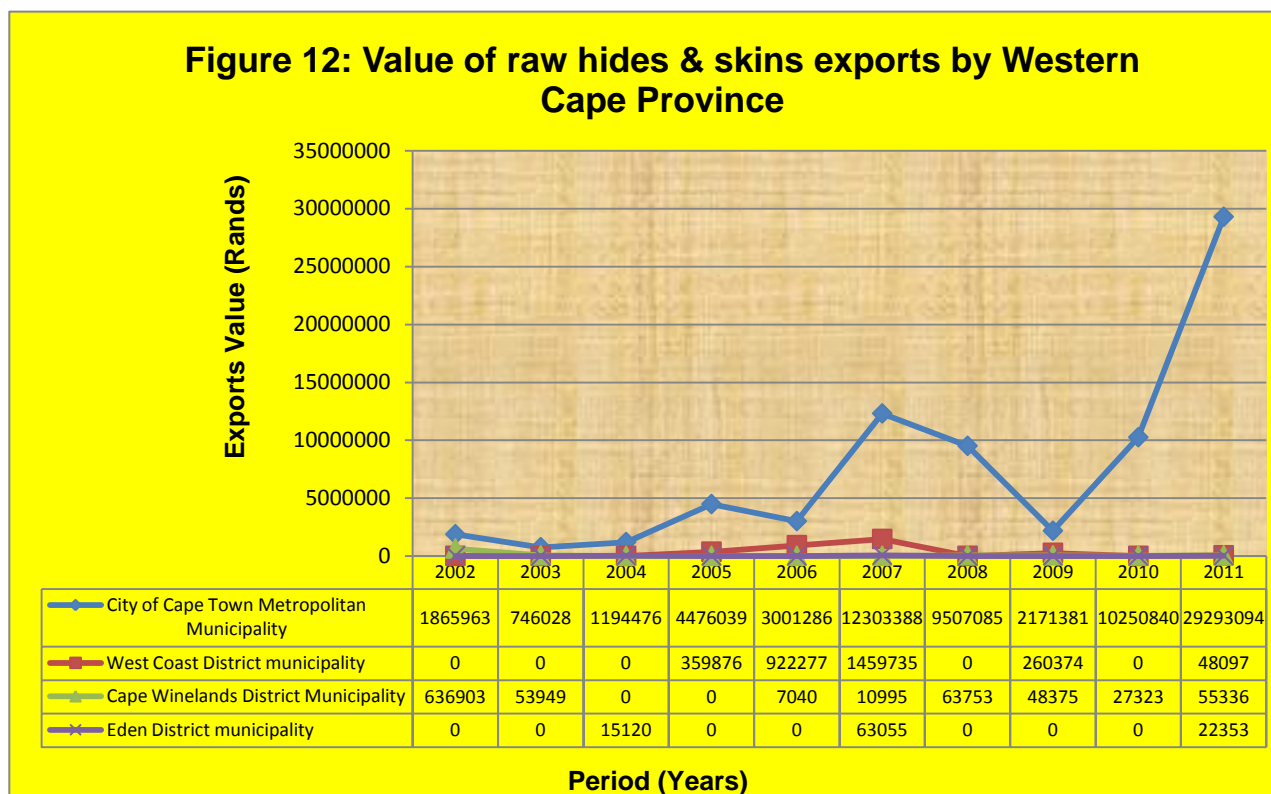 Figure 12: Value of raw hides & skins exports by Western
Cape Province
Exports Value (Rands)
35000000
30000000
25000000
20000000
15000000
10000000
5000000
0
2002 2003 2004 2005 2006 2007 2008 2009 2010 2011
City of Cape Town Metropolitan
Municipality
1865963 746028 1194476 4476039 3001286 12303388 9507085 2171381 10250840 29293094
West Coast District municipality 0 0 0 359876 922277 1459735 0 260374 0 48097
Cape Winelands District Municipality 636903 53949 0 0 7040 10995 63753 48375 27323 55336
Eden District municipality 0 0 15120 0 0 63055 0 0 0 22353
Period (Years)